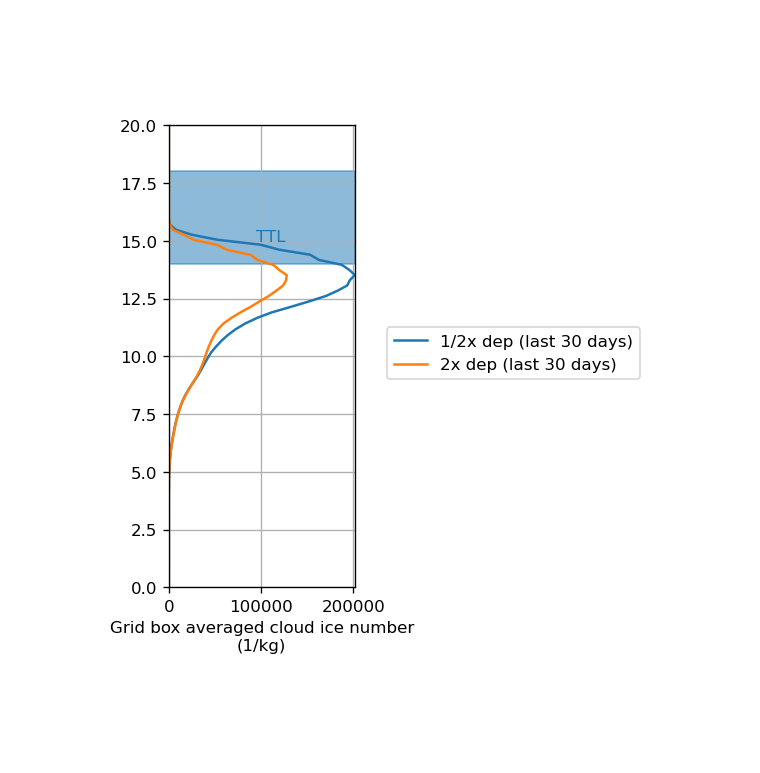 20.0
17.5
TTL
15.0
12.5
1/2x dep (last 30 days)
10.0
2x dep (last 30 days)
7.5
5.0
2.5
0.0
0 100000 200000
Grid box averaged cloud ice number
(1/kg)